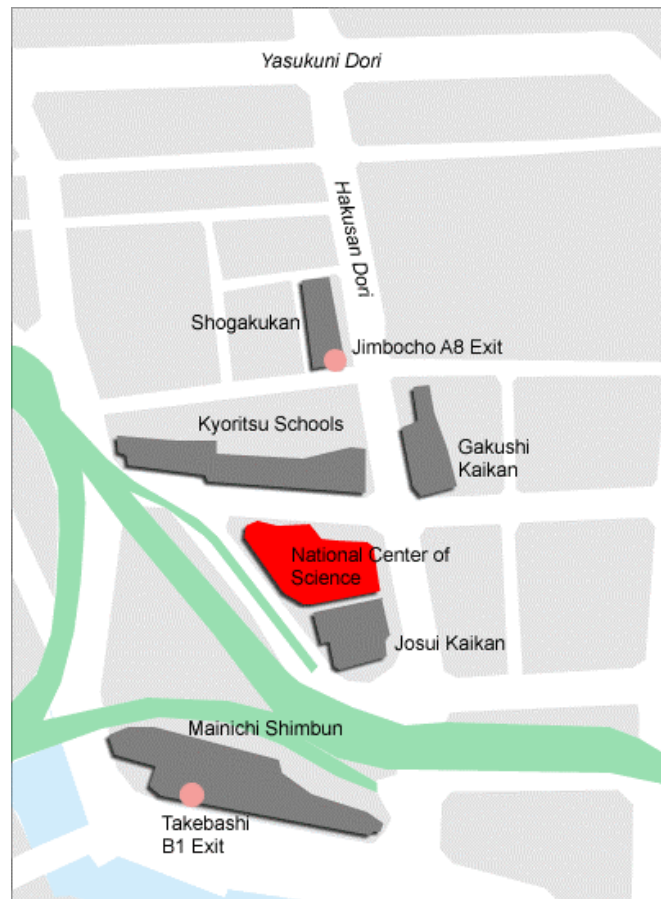 Yasukuni Dori
Hakusan Dori
Shogakukan
Jimbocho A8 Exit
Kyoritsu Schools
Gakushi
Kaikan
National Center of
Science
Josui Kaikan
Mainichi Shimbun
Takebashi
B1 Exit